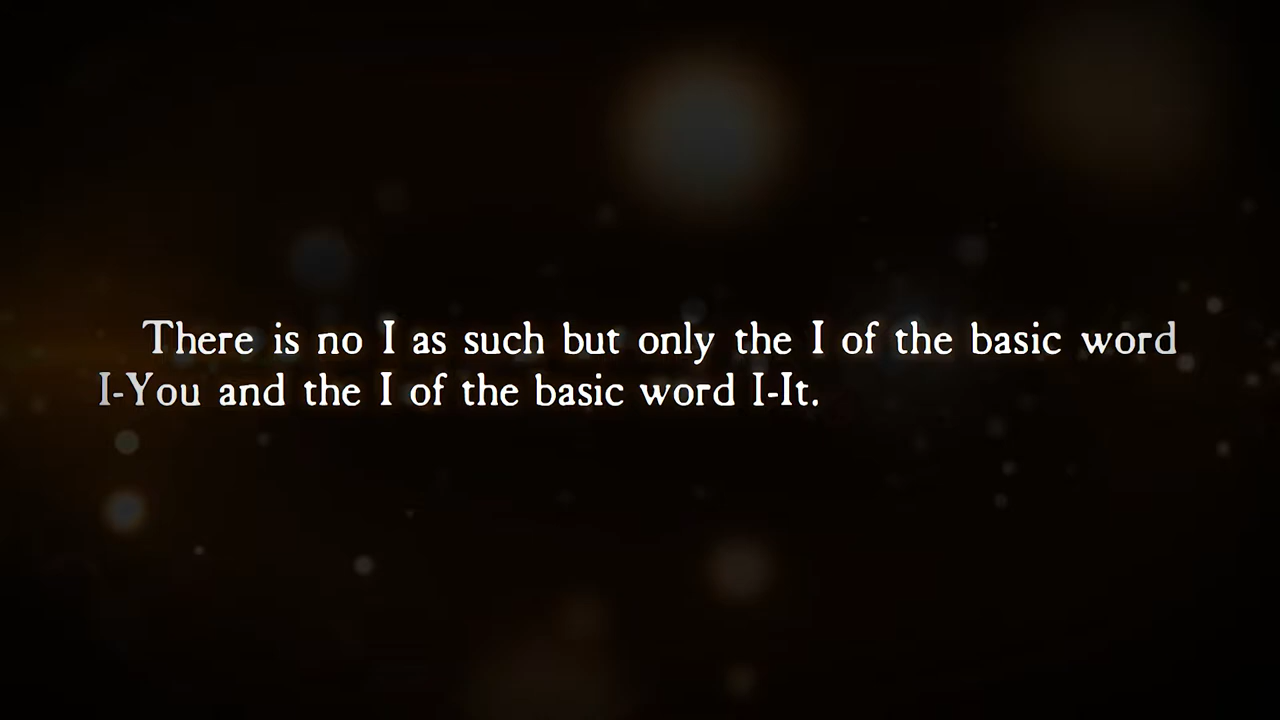 There is no I as such but only the I of the basic word
I-You and the I of the basic word I-It.